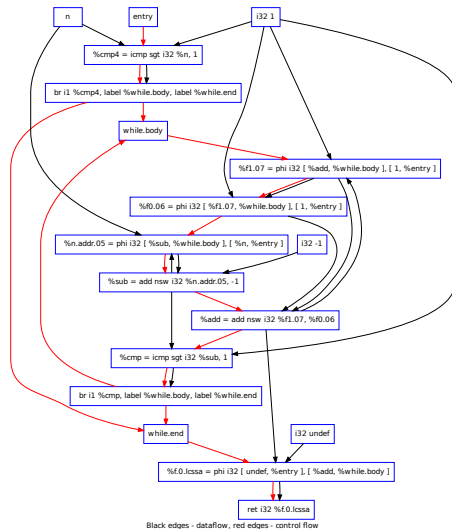 n entry i32 1
%cmp4 = icmp sgt i32 %n, 1
br i1 %cmp4, label %while.body, label %while.end
while.body
%f1.07 = phi i32 [ %add, %while.body ], [ 1, %entry ]
%f0.06 = phi i32 [ %f1.07, %while.body ], [ 1, %entry ]
%n.addr.05 = phi i32 [ %sub, %while.body ], [ %n, %entry ] i32 -1
%sub = add nsw i32 %n.addr.05, -1
%add = add nsw i32 %f1.07, %f0.06
%cmp = icmp sgt i32 %sub, 1
br i1 %cmp, label %while.body, label %while.end
while.end i32 undef
%f.0.lcssa = phi i32 [ undef, %entry ], [ %add, %while.body ]
ret i32 %f.0.lcssa
Black edges - dataflow, red edges - control flow